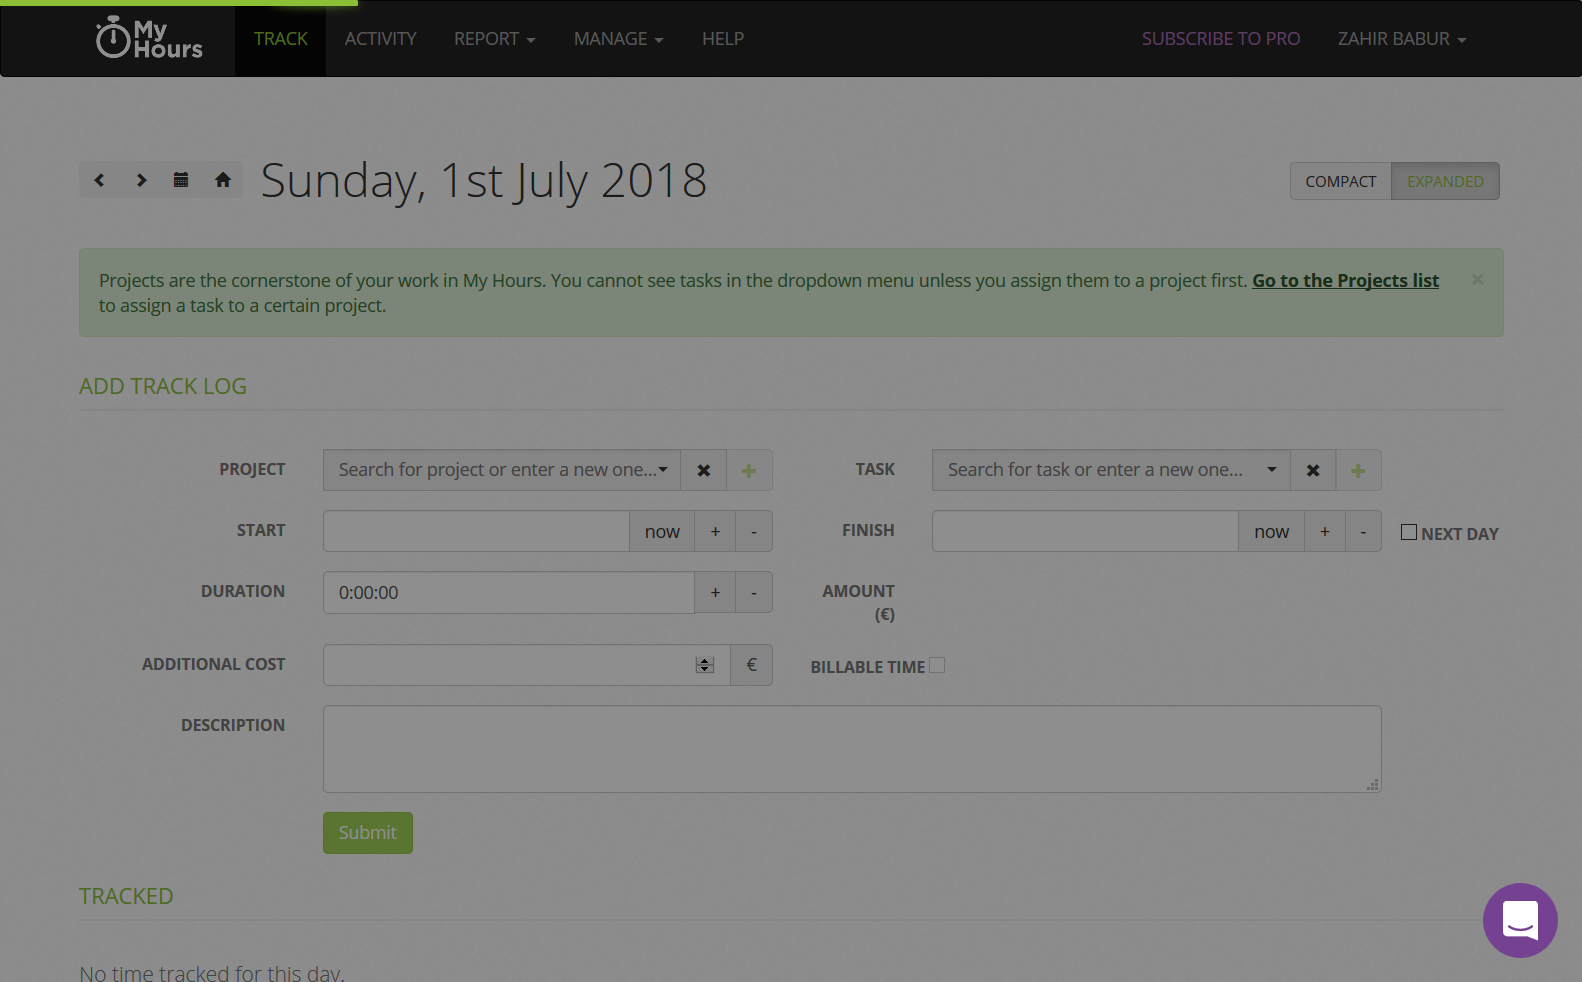 My
Hours
TRACK
ACTIVITY
REPORT
MANAGE
HELP
SUBSCRIBE TO PRO
ZAHIR BABUR
Sunday, 1st July 2018
COMPACT
EXPANDED
Projects are the cornerstone of your work in My Hours. You cannot see tasks in the dropdown menu unless you assign them to a project first. Go to the Projects list
to assign a task to a certain project.
×
ADD TRACK LOG
PROJECT
Search for project or enter a new one...
TASK
Search for task or enter a new one...
START
now
+
-
FINISH
now
+
-
NEXT DAY
DURATION
0:00:00
+
-
AMOUNT
(€)
ADDITIONAL COST
€
BILLABLE TIME
DESCRIPTION
Submit
TRACKED
No time tracked for this day.